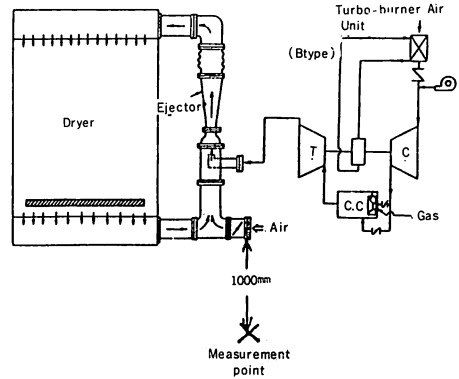 Turbo-burner Air
Unit
(Btype)
Ejector
Dryer
T
C
C.C
Gas
Air
1000mm
Measurement
point